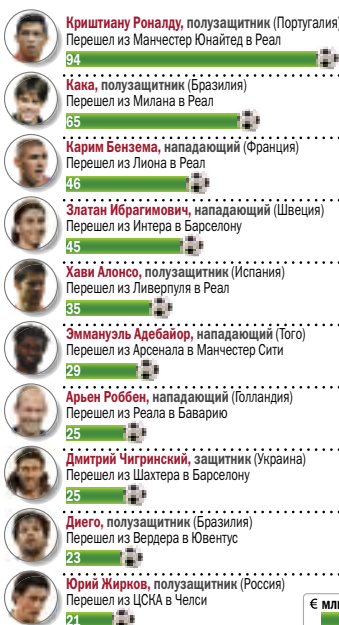 Криштиану Роналду, полузащитник (Португалия)
Перешел из Манчестер Юнайтед в Реал
94
Кака, полузащитник (Бразилия)
Перешел из Милана в Реал
65
Карим Бензема, нападающий (Франция)
Перешел из Лиона в Реал
46
Златан Ибрагимович, нападающий (Швеция)
Перешел из Интера в Барселону
45
Хави Алонсо, полузащитник (Испания)
Перешел из Ливерпуля в Реал
35
Эммануэль Адебайор, нападающий (Того)
Перешел из Арсенала в Манчестер Сити
29
Арьен Роббен, нападающий (Голландия)
Перешел из Реала в Баварию
25
Дмитрий Чигринский, защитник (Украина)
Перешел из Шахтера в Барселону
25
Диего, полузащитник (Бразилия)
Перешел из Вердера в Ювентус
23
Юрий Жирков, полузащитник (Россия)
Перешел из ЦСКА в Челси
21
€ мл